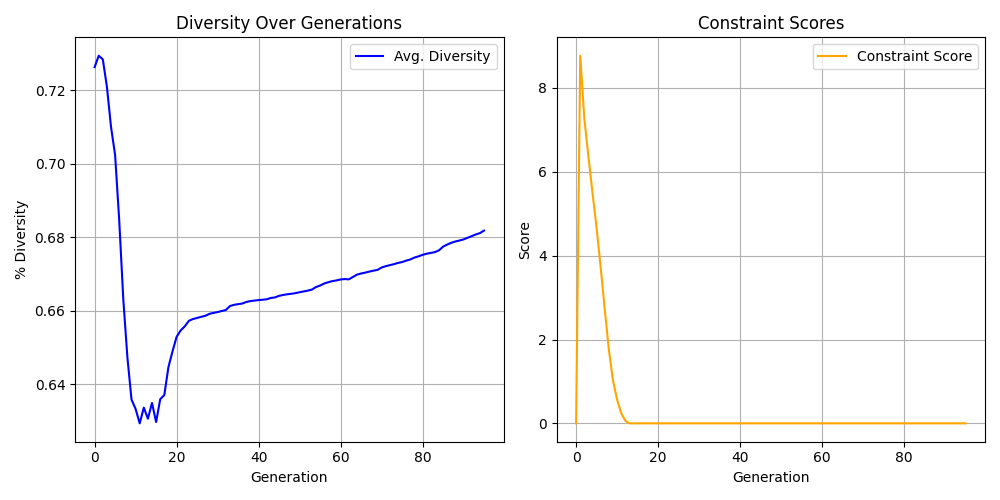 Diversity Over Generations
Avg. Diversity
% Diversity
0.72
0.70
0.68
0.66
0.64
0 20 40 60 80
Generation
Constraint Scores
Constraint Score
Score
8
6
4
2
0
0 20 40 60 80
Generation